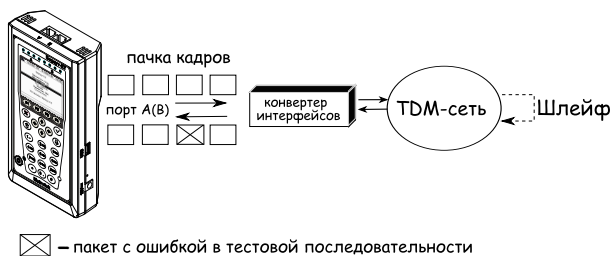 пачка кадров
порт A(B)
конвертер
интерфейсов
TDM-сеть
Шлейф
– пакет с ошибкой в тестовой последовательности